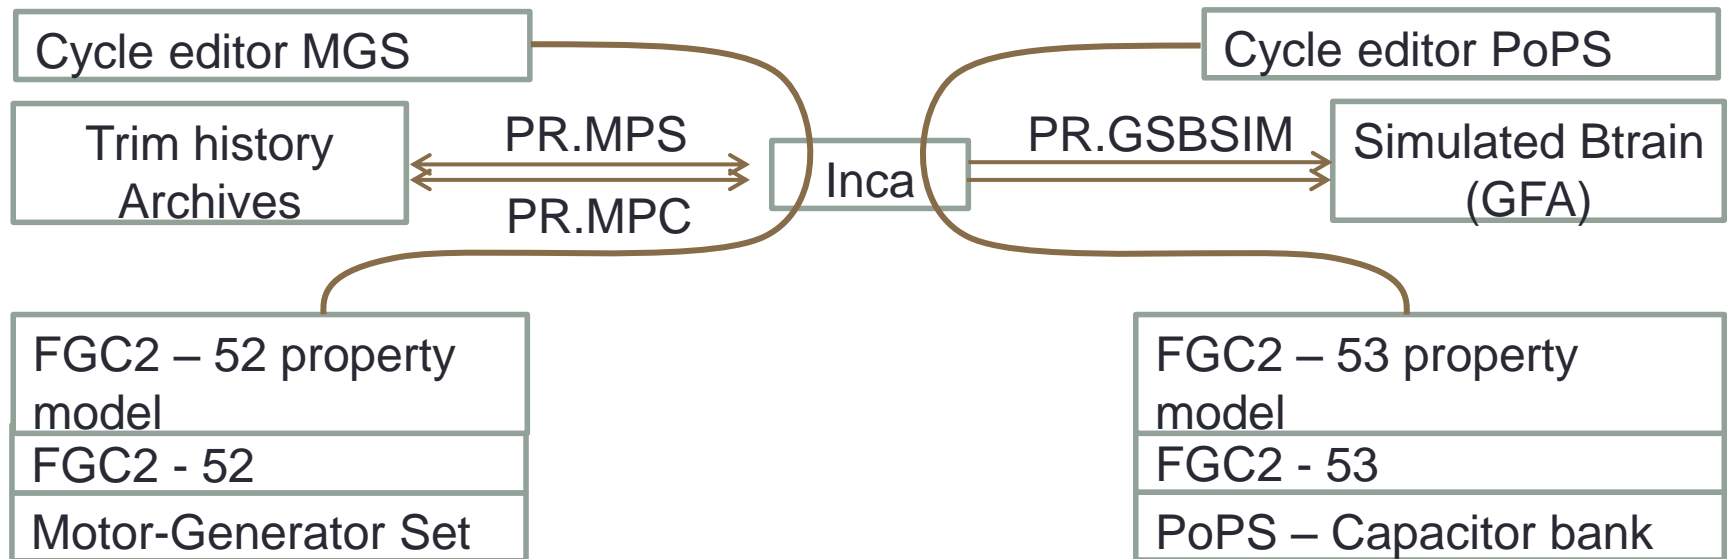 Cycle editor MGS
Cycle editor PoPS
Trim history
Archives
PR.MPS
PR.MPC
Inca
PR.GSBSIM
Simulated Btrain
(GFA)
FGC2 – 52 property
model
FGC2 - 52
Motor-Generator Set
FGC2 – 53 property
model
FGC2 - 53
PoPS – Capacitor bank